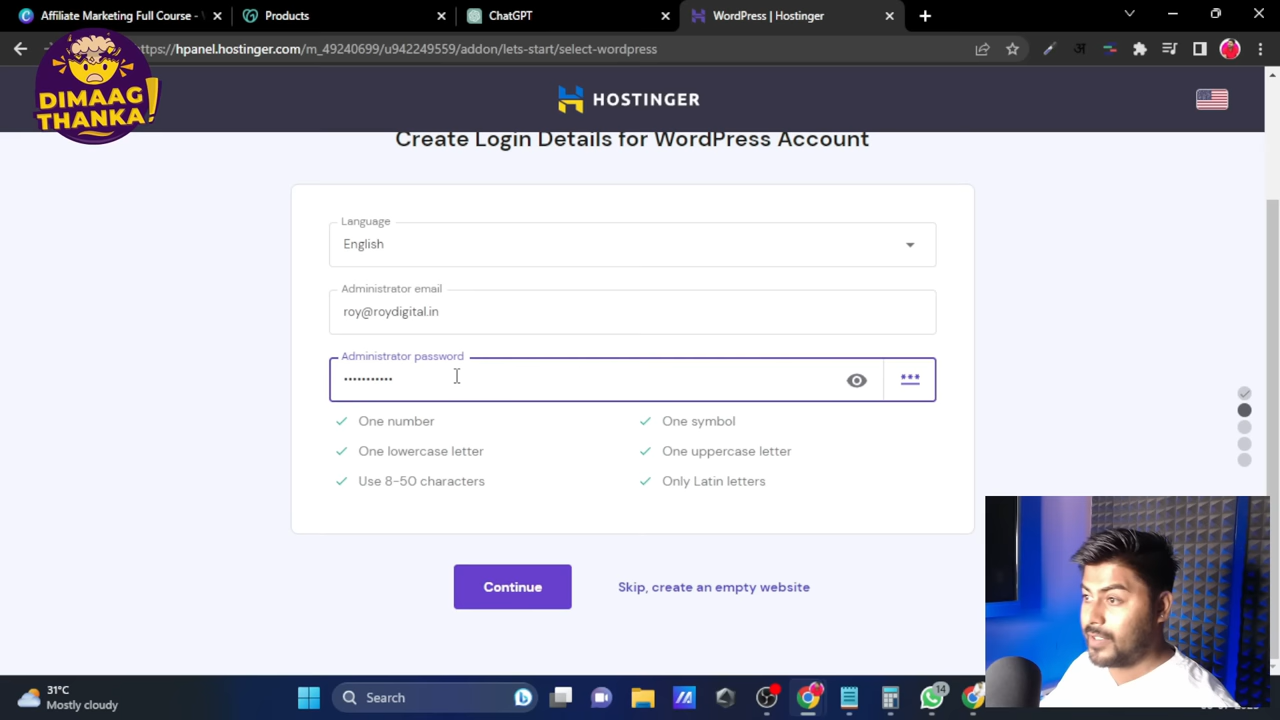 Affiliate Marketing Full Course -
Products
ChatGPT
WordPress | Hostinger
https://hpanel.hostinger.com/m_49240699/u942249559/addon/lets-start/select-wordpress
DIMAAG
THANKA!
HOSTINGER
Create Login Details for WordPress Account
Language
English
Administrator email
roy@roydigital.in
Administrator password
One number
One symbol
One lowercase letter
One uppercase letter
Use 8-50 characters
Only Latin letters
Continue
Skip, create an empty website
31°C
Mostly cloudy
Search
14